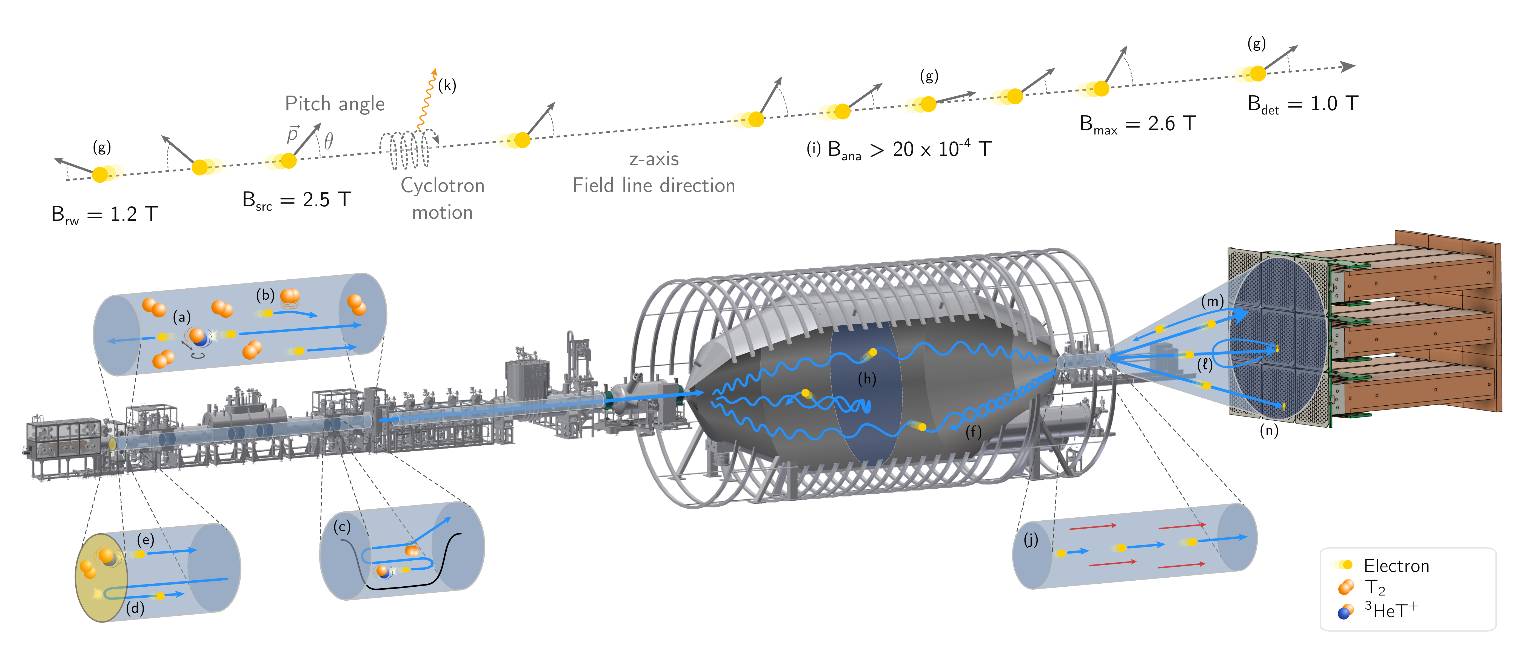 (g)
(k)
(g)
Pitch angle
p⃗
θ
(g)
B_det = 1.0 T
B_max = 2.6 T
(i) B_ana > 20 x 10^-4 T
(g)
z-axis
Field line direction
Cyclotron
motion
B_src = 2.5 T
B_rw = 1.2 T
(a)
(b)
(m)
(ℓ)
(h)
(f)
(n)
(c)
(e)
(d)
(j)
Electron
T₂
³HeT⁺